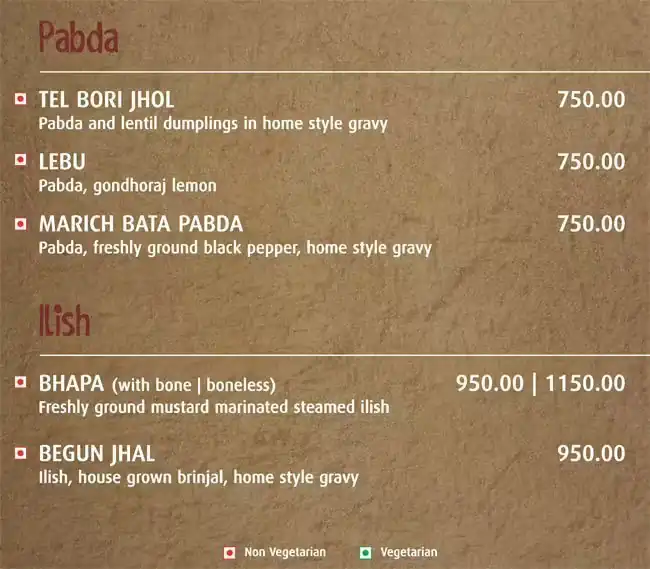 Pabda
TEL BORI JHOL 750.00
Pabda and lentil dumplings in home style gravy
LEBU 750.00
Pabda, gondhoraj lemon
MARICH BATA PABDA 750.00
Pabda, freshly ground black pepper, home style gravy
Ilish
BHAPA (with bone | boneless) 950.00 | 1150.00
Freshly ground mustard marinated steamed ilish
BEGUN JHAL 950.00
Ilish, house grown brinjal, home style gravy
Non Vegetarian Vegetarian